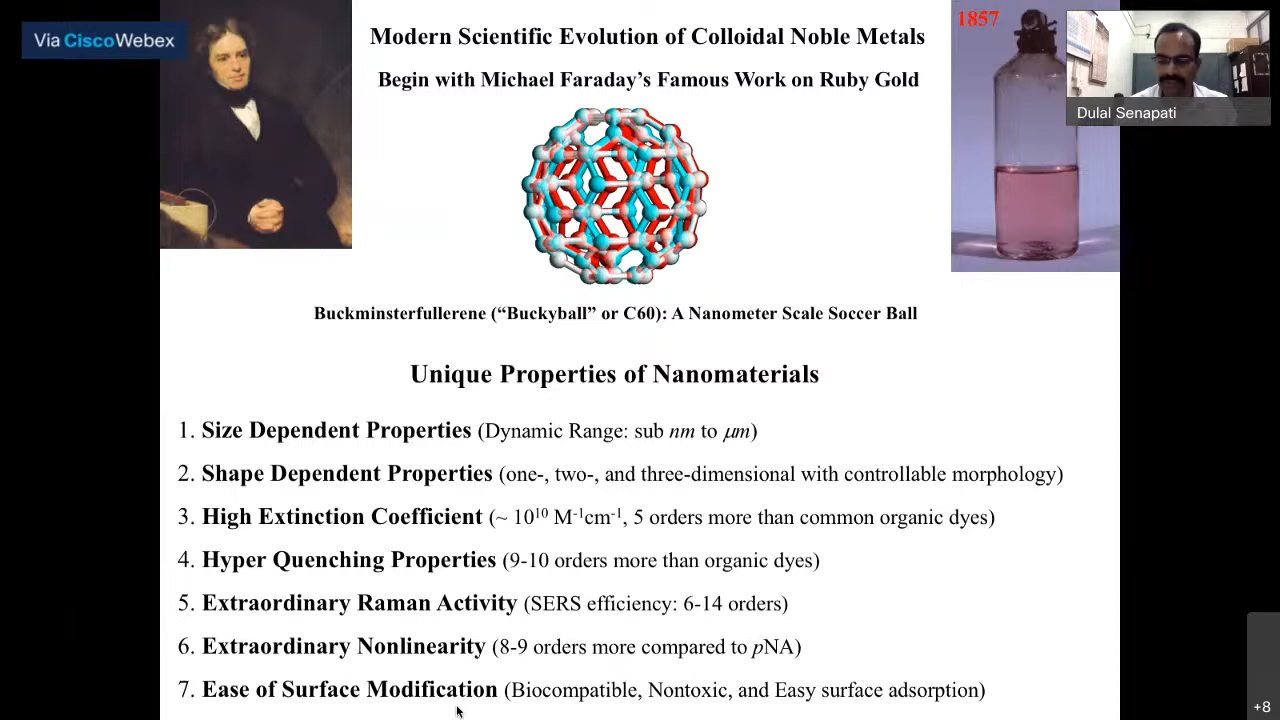 Via Cisco Webex
Modern Scientific Evolution of Colloidal Noble Metals
Begin with Michael Faraday's Famous Work on Ruby Gold
1857
Dulal Senapati
Buckminsterfullerene (“Buckyball” or C60): A Nanometer Scale Soccer Ball
Unique Properties of Nanomaterials
1. Size Dependent Properties (Dynamic Range: sub nm to μm)
2. Shape Dependent Properties (one-, two-, and three-dimensional with controllable morphology)
3. High Extinction Coefficient (~ 10¹⁰ M⁻¹cm⁻¹, 5 orders more than common organic dyes)
4. Hyper Quenching Properties (9-10 orders more than organic dyes)
5. Extraordinary Raman Activity (SERS efficiency: 6-14 orders)
6. Extraordinary Nonlinearity (8-9 orders more compared to pNA)
7. Ease of Surface Modification (Biocompatible, Nontoxic, and Easy surface adsorption)
+8